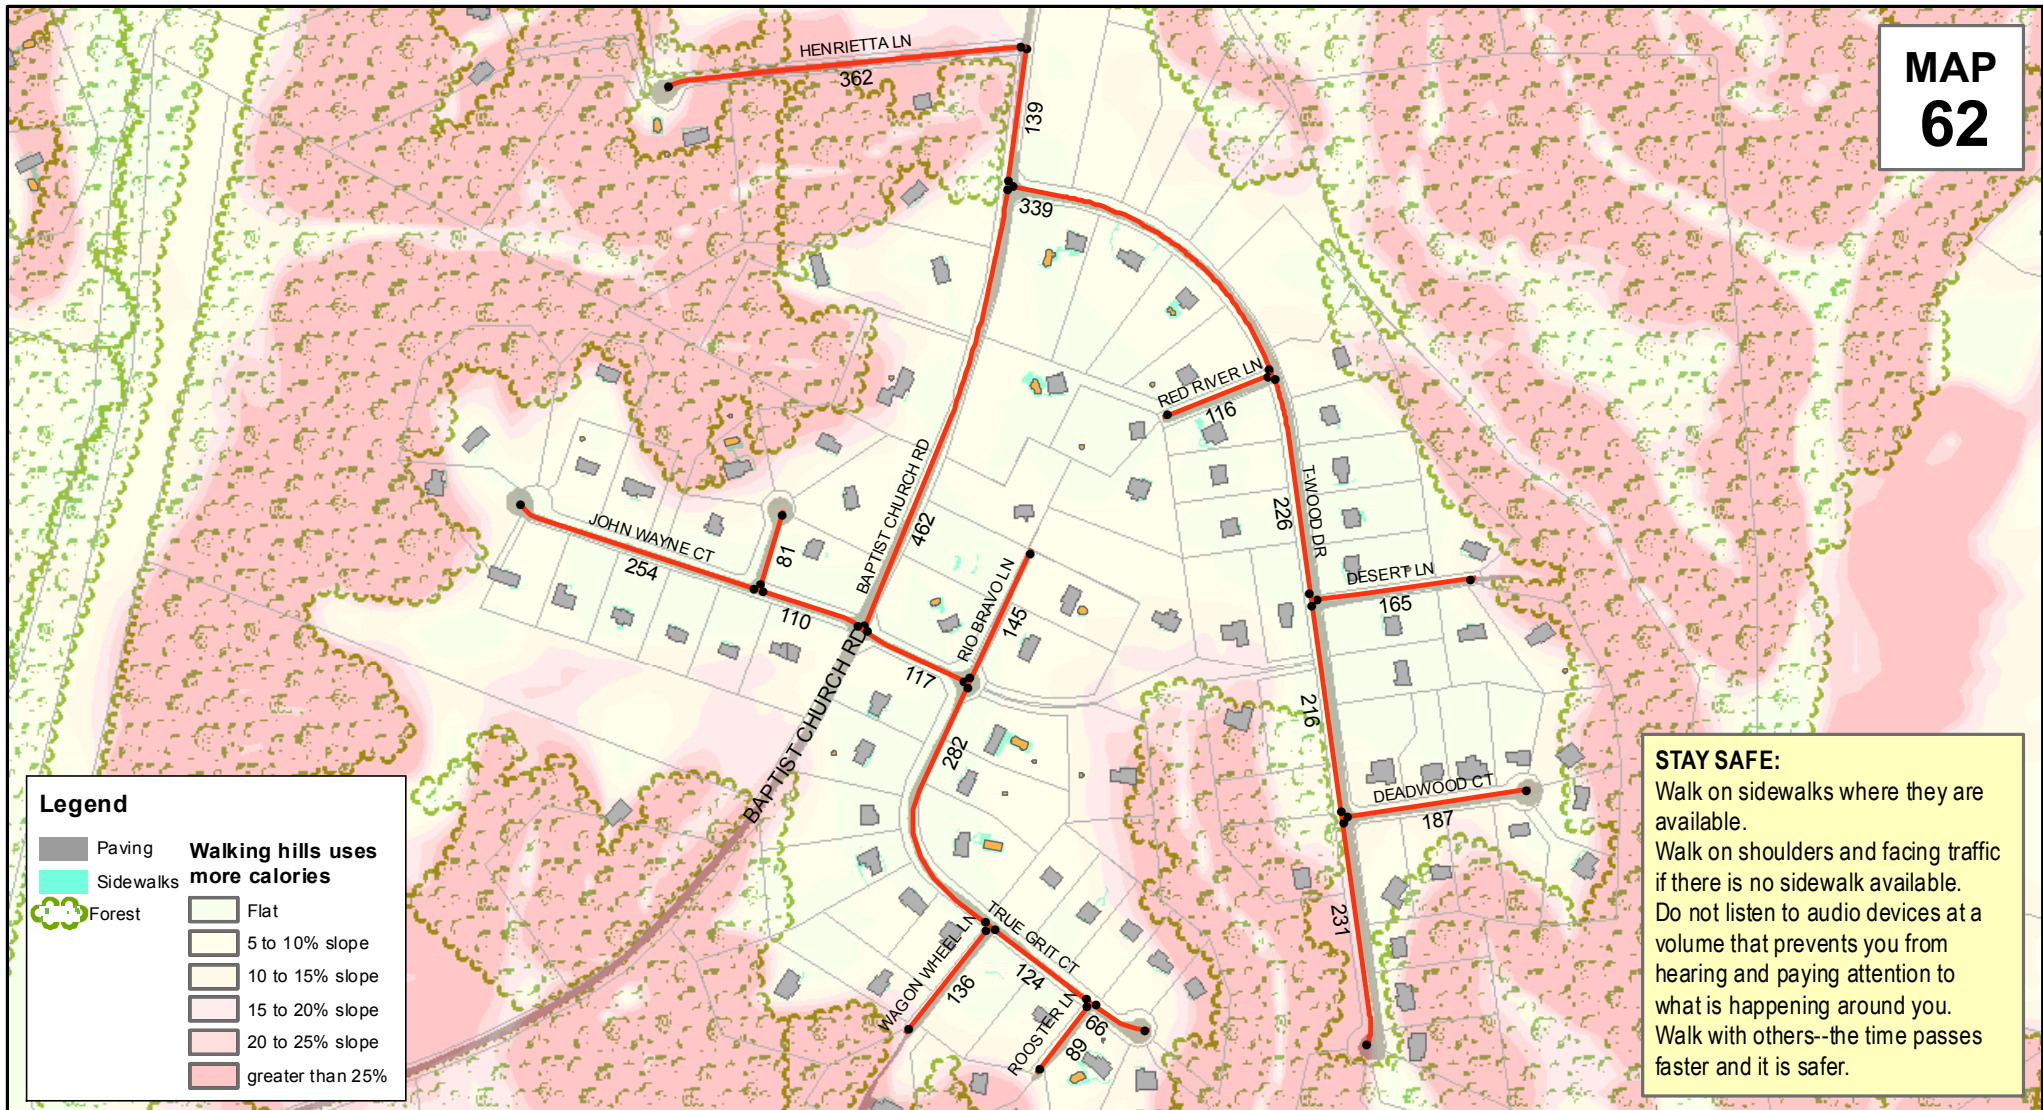 MAP
62
HENRIETTA LN
362
139
339
RED RIVER LN
116
BAPTIST CHURCH RD
462
T-WOOD DR
226
JOHN WAYNE CT
254
81
110
RIO BRAVO LN
145
117
DESERT LN
165
216
BAPTIST CHURCH RD
282
DEADWOOD CT
187
231
TRUE GRIT CT
124
WAGON WHEEL LN
136
ROOSTER LN
66
89
Legend
Paving
Sidewalks
Forest
Walking hills uses
more calories
Flat
5 to 10% slope
10 to 15% slope
15 to 20% slope
20 to 25% slope
greater than 25%
STAY SAFE:
Walk on sidewalks where they are
available.
Walk on shoulders and facing traffic
if there is no sidewalk available.
Do not listen to audio devices at a
volume that prevents you from
hearing and paying attention to
what is happening around you.
Walk with others--the time passes
faster and it is safer.